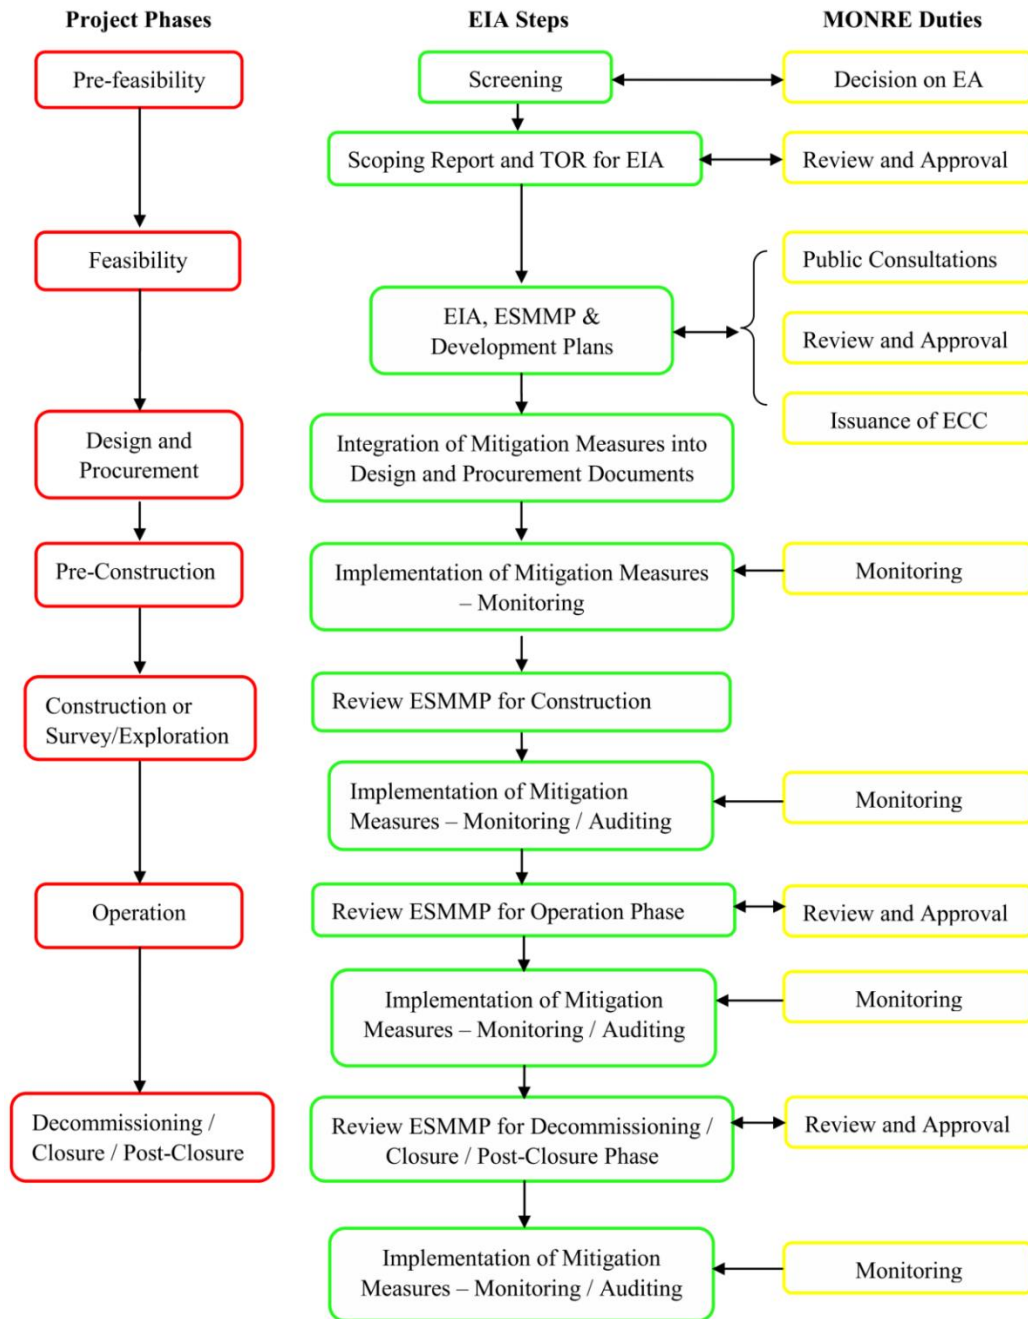 Project Phases
EIA Steps
MONRE Duties
Pre-feasibility
Screening
Decision on EA
Scoping Report and TOR for EIA
Review and Approval
Feasibility
Public Consultations
EIA, ESMMP &
Development Plans
Review and Approval
Issuance of ECC
Design and
Procurement
Integration of Mitigation Measures into
Design and Procurement Documents
Pre-Construction
Implementation of Mitigation Measures
– Monitoring
Monitoring
Construction or
Survey/Exploration
Review ESMMP for Construction
Implementation of Mitigation
Measures – Monitoring / Auditing
Monitoring
Operation
Review ESMMP for Operation Phase
Review and Approval
Implementation of Mitigation
Measures – Monitoring / Auditing
Monitoring
Decommissioning /
Closure / Post-Closure
Review ESMMP for Decommissioning /
Closure / Post-Closure Phase
Review and Approval
Implementation of Mitigation
Measures – Monitoring / Auditing
Monitoring